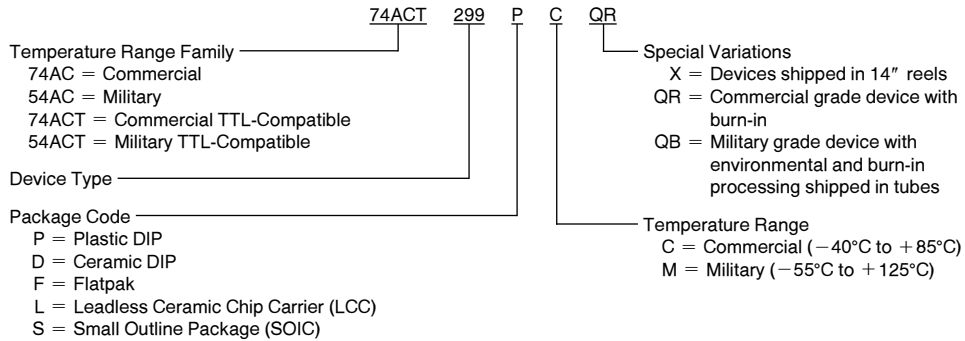 74ACT 299 P C QR
Temperature Range Family
74AC = Commercial
54AC = Military
74ACT = Commercial TTL-Compatible
54ACT = Military TTL-Compatible
Device Type
Package Code
P = Plastic DIP
D = Ceramic DIP
F = Flatpak
L = Leadless Ceramic Chip Carrier (LCC)
S = Small Outline Package (SOIC)
Special Variations
X = Devices shipped in 14″ reels
QR = Commercial grade device with
burn-in
QB = Military grade device with
environmental and burn-in
processing shipped in tubes
Temperature Range
C = Commercial (−40°C to +85°C)
M = Military (−55°C to +125°C)